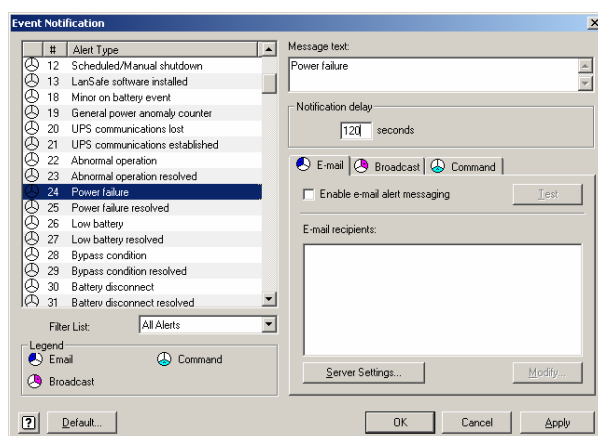 Event Notification
# Alert Type
12 Scheduled/Manual shutdown
13 LanSafe software installed
18 Minor on battery event
19 General power anomaly counter
20 UPS communications lost
21 UPS communications established
22 Abnormal operation
23 Abnormal operation resolved
24 Power failure
25 Power failure resolved
26 Low battery
27 Low battery resolved
28 Bypass condition
29 Bypass condition resolved
30 Battery disconnect
31 Battery disconnect resolved
Filter List: All Alerts
Legend
Email
Command
Broadcast
Message text:
Power failure
Notification delay
120 seconds
E-mail Broadcast Command
Enable e-mail alert messaging Test
E-mail recipients:
Server Settings... Modify...
? Default... OK Cancel Apply